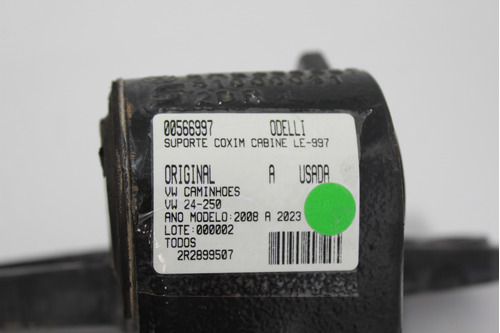 00566997 ODELLI
SUPORTE COXIM CABINE LE-997
ORIGINAL A USADA
VW CAMINHOES
VW 24-250
ANO MODELO:2008 A 2023
LOTE:000002
TODOS
2R2899507